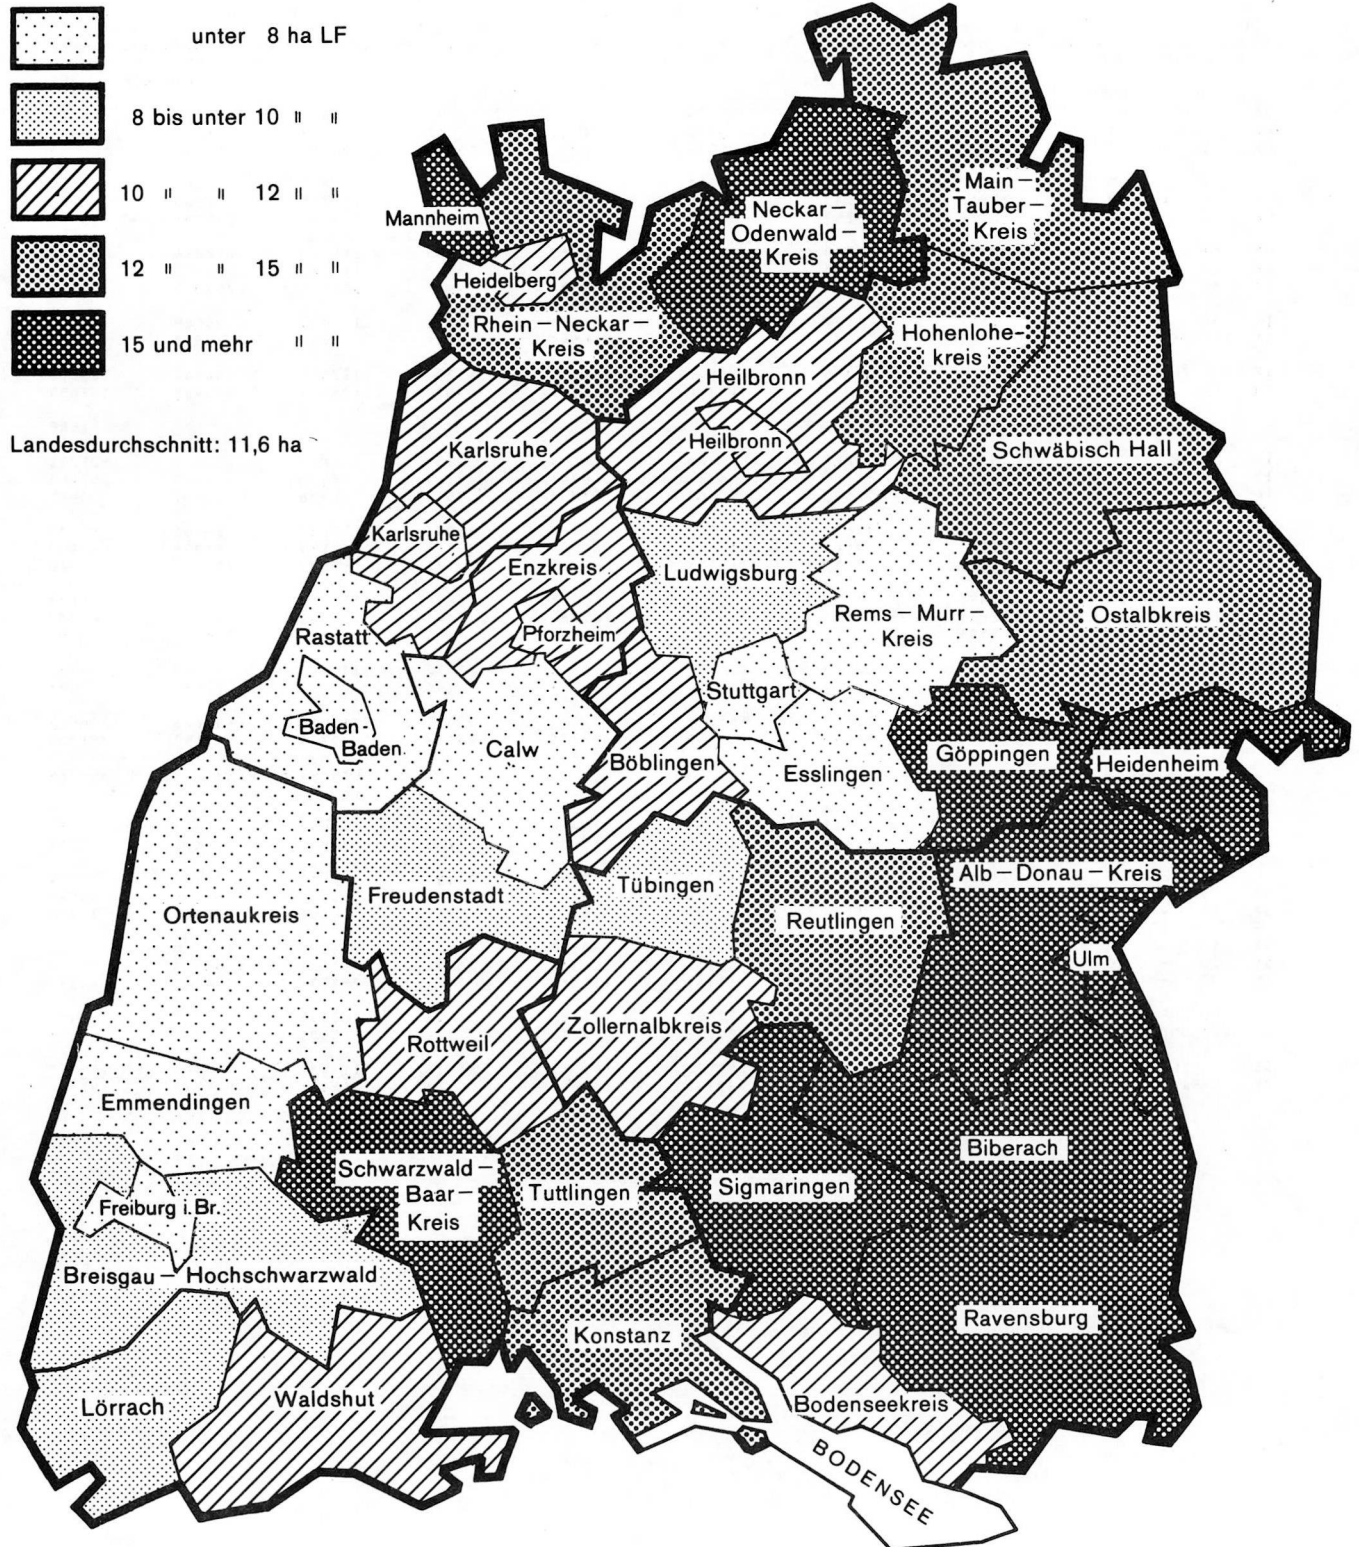 unter 8 ha LF
8 bis unter 10 " "
10 " " 12 " "
12 " " 15 " "
15 und mehr " "
Landesdurchschnitt: 11,6 ha
Mannheim
Heidelberg
Rhein-Neckar-
Kreis
Neckar-
Odenwald-
Kreis
Main-
Tauber-
Kreis
Hohenlohe-
kreis
Heilbronn
Heilbronn
Schwäbisch Hall
Karlsruhe
Karlsruhe
Enzkreis
Pforzheim
Ludwigsburg
Rems-Murr-
Kreis
Ostalbkreis
Rastatt
Baden-
Baden
Calw
Stuttgart
Böblingen
Esslingen
Göppingen
Heidenheim
Ortenaukreis
Freudenstadt
Tübingen
Reutlingen
Alb-Donau-Kreis
Ulm
Rottweil
Zollernalbkreis
Emmendingen
Schwarzwald-
Baar-
Kreis
Tuttlingen
Sigmaringen
Biberach
Freiburg i.Br.
Breisgau-Hochschwarzwald
Konstanz
Ravensburg
Lörrach
Waldshut
Bodenseekreis
BODENSEE